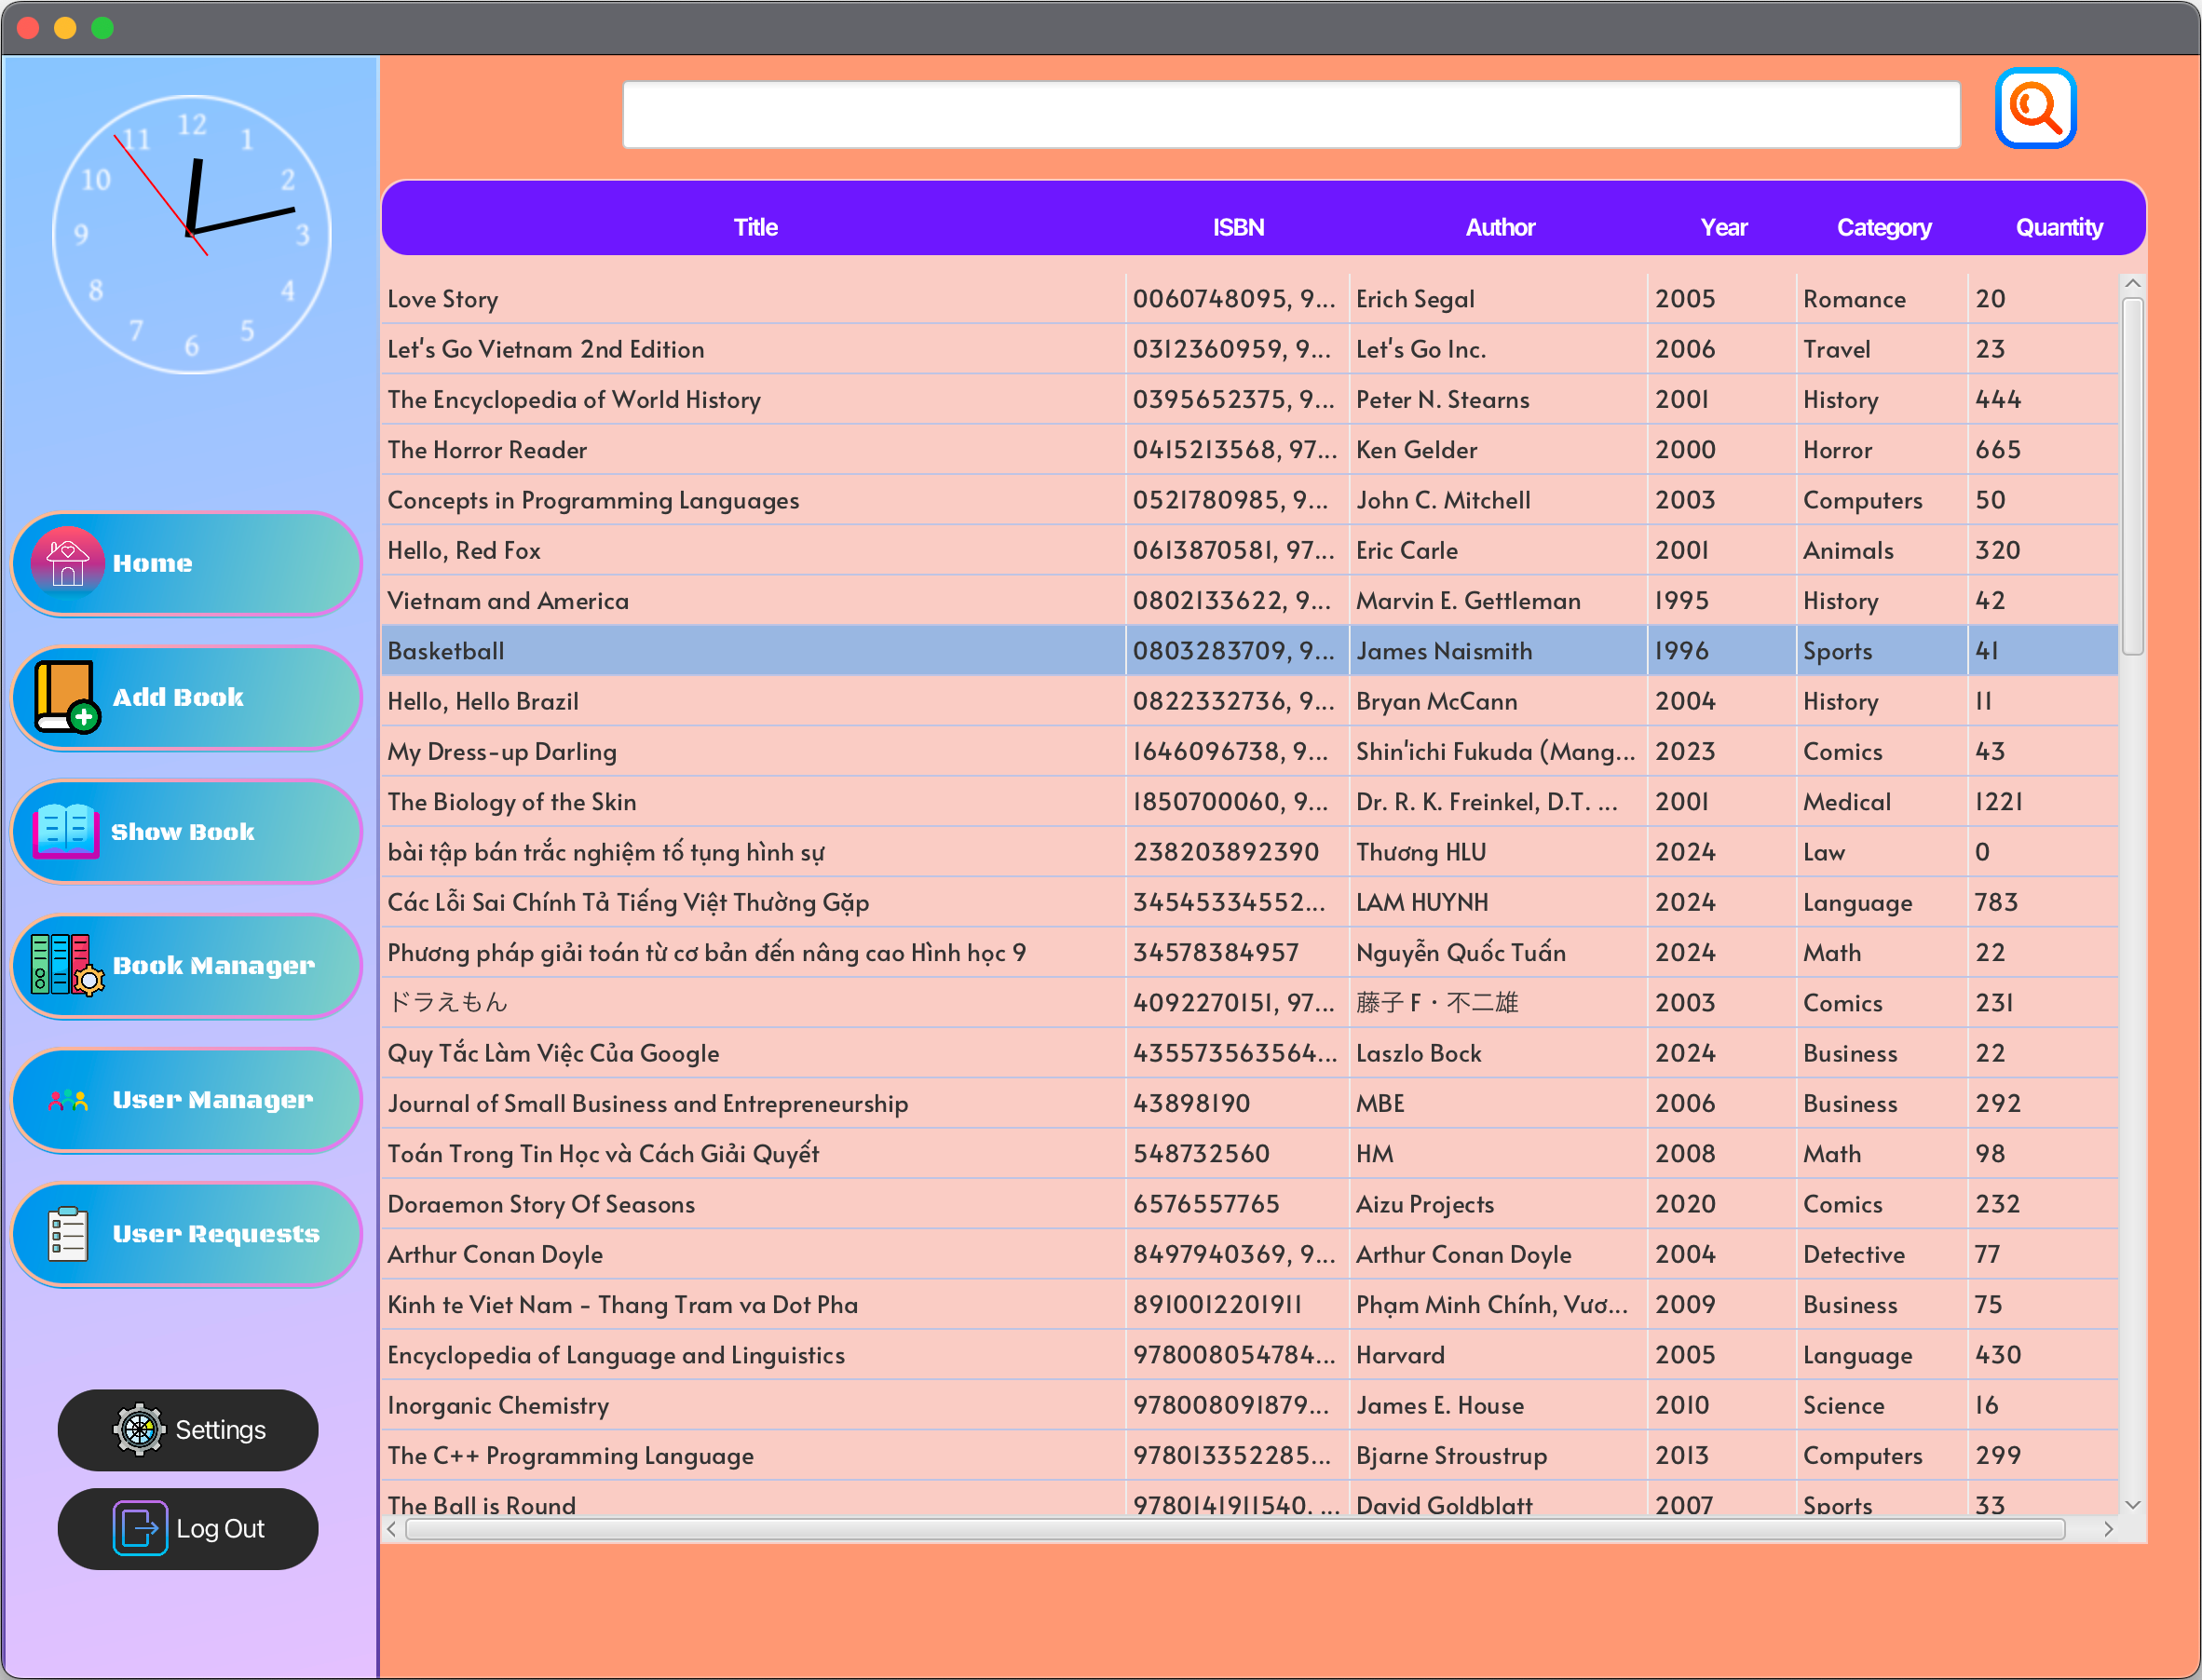 12
11 1
10 2
9 3
8 4
7 5
6
Home
Add Book
Show Book
Book Manager
User Manager
User Requests
Settings
Log Out
Title ISBN Author Year Category Quantity
Love Story 0060748095, 9... Erich Segal 2005 Romance 20
Let's Go Vietnam 2nd Edition 0312360959, 9... Let's Go Inc. 2006 Travel 23
The Encyclopedia of World History 0395652375, 9... Peter N. Stearns 2001 History 444
The Horror Reader 0415213568, 97... Ken Gelder 2000 Horror 665
Concepts in Programming Languages 0521780985, 9... John C. Mitchell 2003 Computers 50
Hello, Red Fox 0613870581, 97... Eric Carle 2001 Animals 320
Vietnam and America 0802133622, 9... Marvin E. Gettleman 1995 History 42
Basketball 0803283709, 9... James Naismith 1996 Sports 41
Hello, Hello Brazil 0822332736, 9... Bryan McCann 2004 History 11
My Dress-up Darling 1646096738, 9... Shin'ichi Fukuda (Mang... 2023 Comics 43
The Biology of the Skin 1850700060, 9... Dr. R. K. Freinkel, D.T. ... 2001 Medical 1221
bài tập bán trắc nghiệm tố tụng hình sự 238203892390 Thương HLU 2024 Law 0
Các Lỗi Sai Chính Tả Tiếng Việt Thường Gặp 34545334552... LAM HUYNH 2024 Language 783
Phương pháp giải toán từ cơ bản đến nâng cao Hình học 9 34578384957 Nguyễn Quốc Tuấn 2024 Math 22
ドラえもん 4092270151, 97... 藤子F・不二雄 2003 Comics 231
Quy Tắc Làm Việc Của Google 435573563564... Laszlo Bock 2024 Business 22
Journal of Small Business and Entrepreneurship 43898190 MBE 2006 Business 292
Toán Trong Tin Học và Cách Giải Quyết 548732560 HM 2008 Math 98
Doraemon Story Of Seasons 6576557765 Aizu Projects 2020 Comics 232
Arthur Conan Doyle 8497940369, 9... Arthur Conan Doyle 2004 Detective 77
Kinh te Viet Nam - Thang Tram va Dot Pha 8910012201911 Phạm Minh Chính, Vươ... 2009 Business 75
Encyclopedia of Language and Linguistics 978008054784... Harvard 2005 Language 430
Inorganic Chemistry 978008091879... James E. House 2010 Science 16
The C++ Programming Language 978013352285... Bjarne Stroustrup 2013 Computers 299
The Ball is Round 9780141911540, ... David Goldblatt 2007 Sports 33